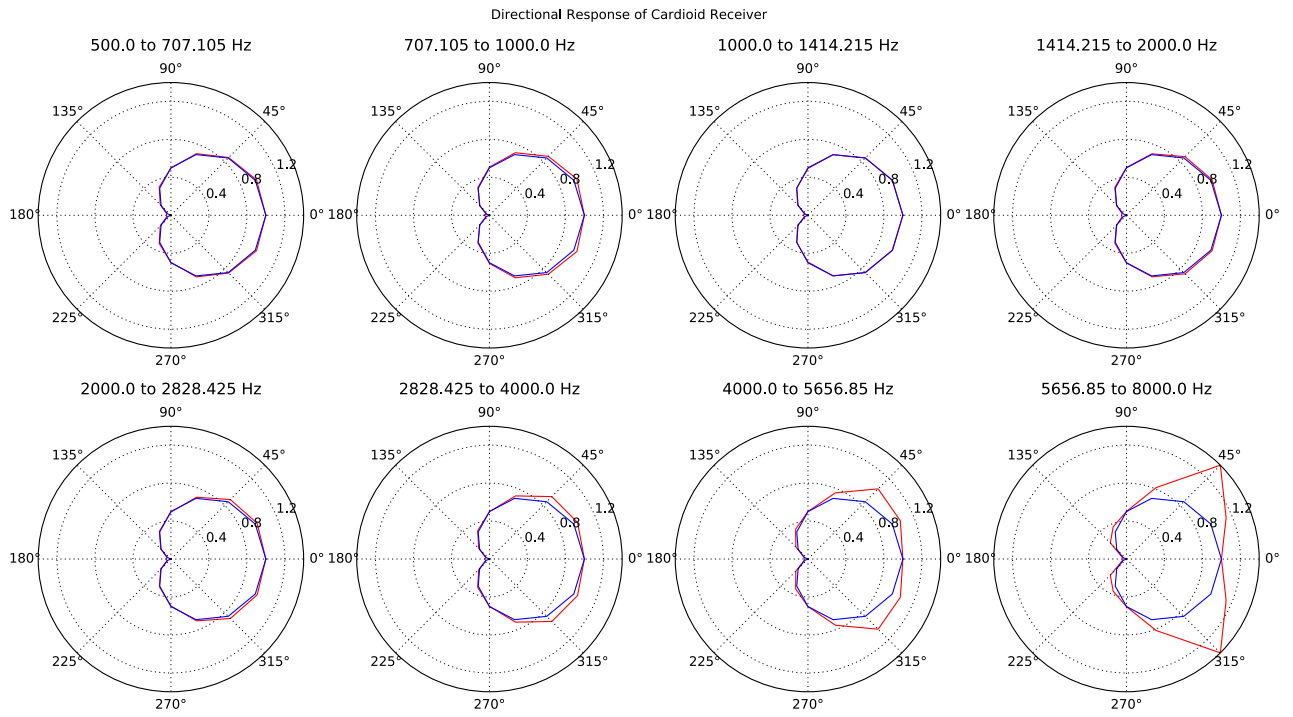 Directional Response of Cardioid Receiver
500.0 to 707.105 Hz
707.105 to 1000.0 Hz
1000.0 to 1414.215 Hz
1414.215 to 2000.0 Hz
90° 90° 90° 90°
135° 45° 135° 45° 135° 45° 135° 45°
1.2 1.2 1.2 1.2
0.8 0.8 0.8 0.8
0.4 0.4 0.4 0.4
180° 0° 180° 0° 180° 0° 180° 0°
225° 315° 225° 315° 225° 315° 225° 315°
270° 270° 270° 270°
2000.0 to 2828.425 Hz
2828.425 to 4000.0 Hz
4000.0 to 5656.85 Hz
5656.85 to 8000.0 Hz
90° 90° 90° 90°
135° 45° 135° 45° 135° 45° 135° 45°
1.2 1.2 1.2 1.2
0.8 0.8 0.8 0.8
0.4 0.4 0.4 0.4
180° 0° 180° 0° 180° 0° 180° 0°
225° 315° 225° 315° 225° 315° 225° 315°
270° 270° 270° 270°